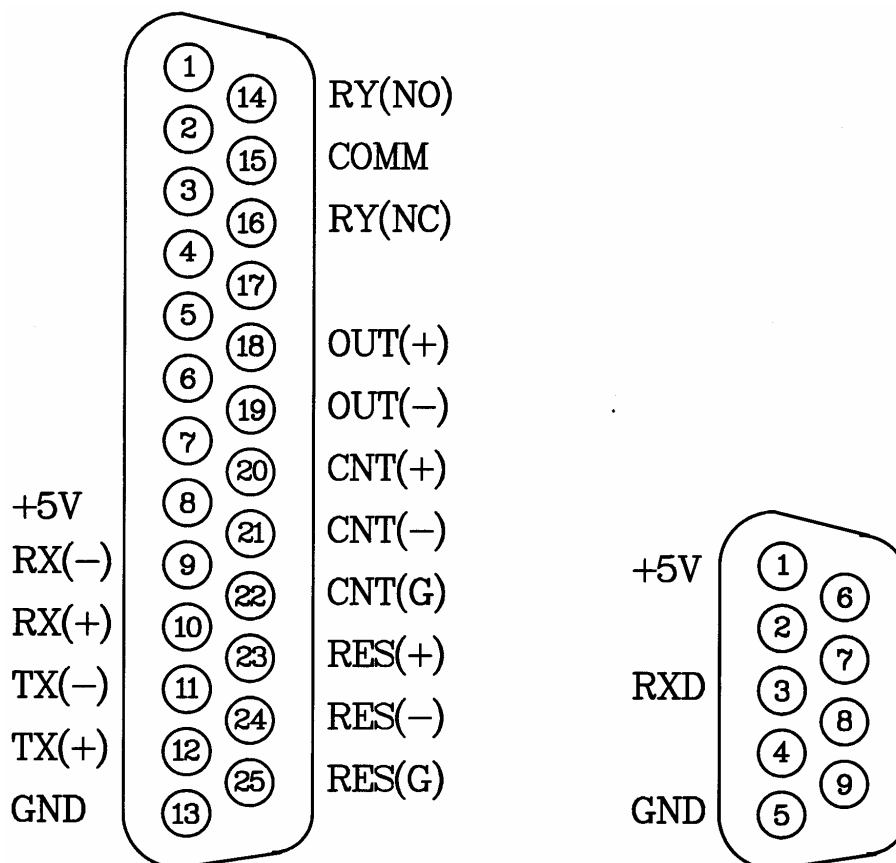 1
14 RY(NO)
2
15 COMM
3
16 RY(NC)
4
17
5
18 OUT(+)
6
19 OUT(−)
7
20 CNT(+)
+5V 8
21 CNT(−)
RX(−) 9
22 CNT(G)
RX(+) 10
23 RES(+)
TX(−) 11
24 RES(−)
TX(+) 12
25 RES(G)
GND 13
+5V 1
6
2
7
RXD 3
8
4
9
GND 5